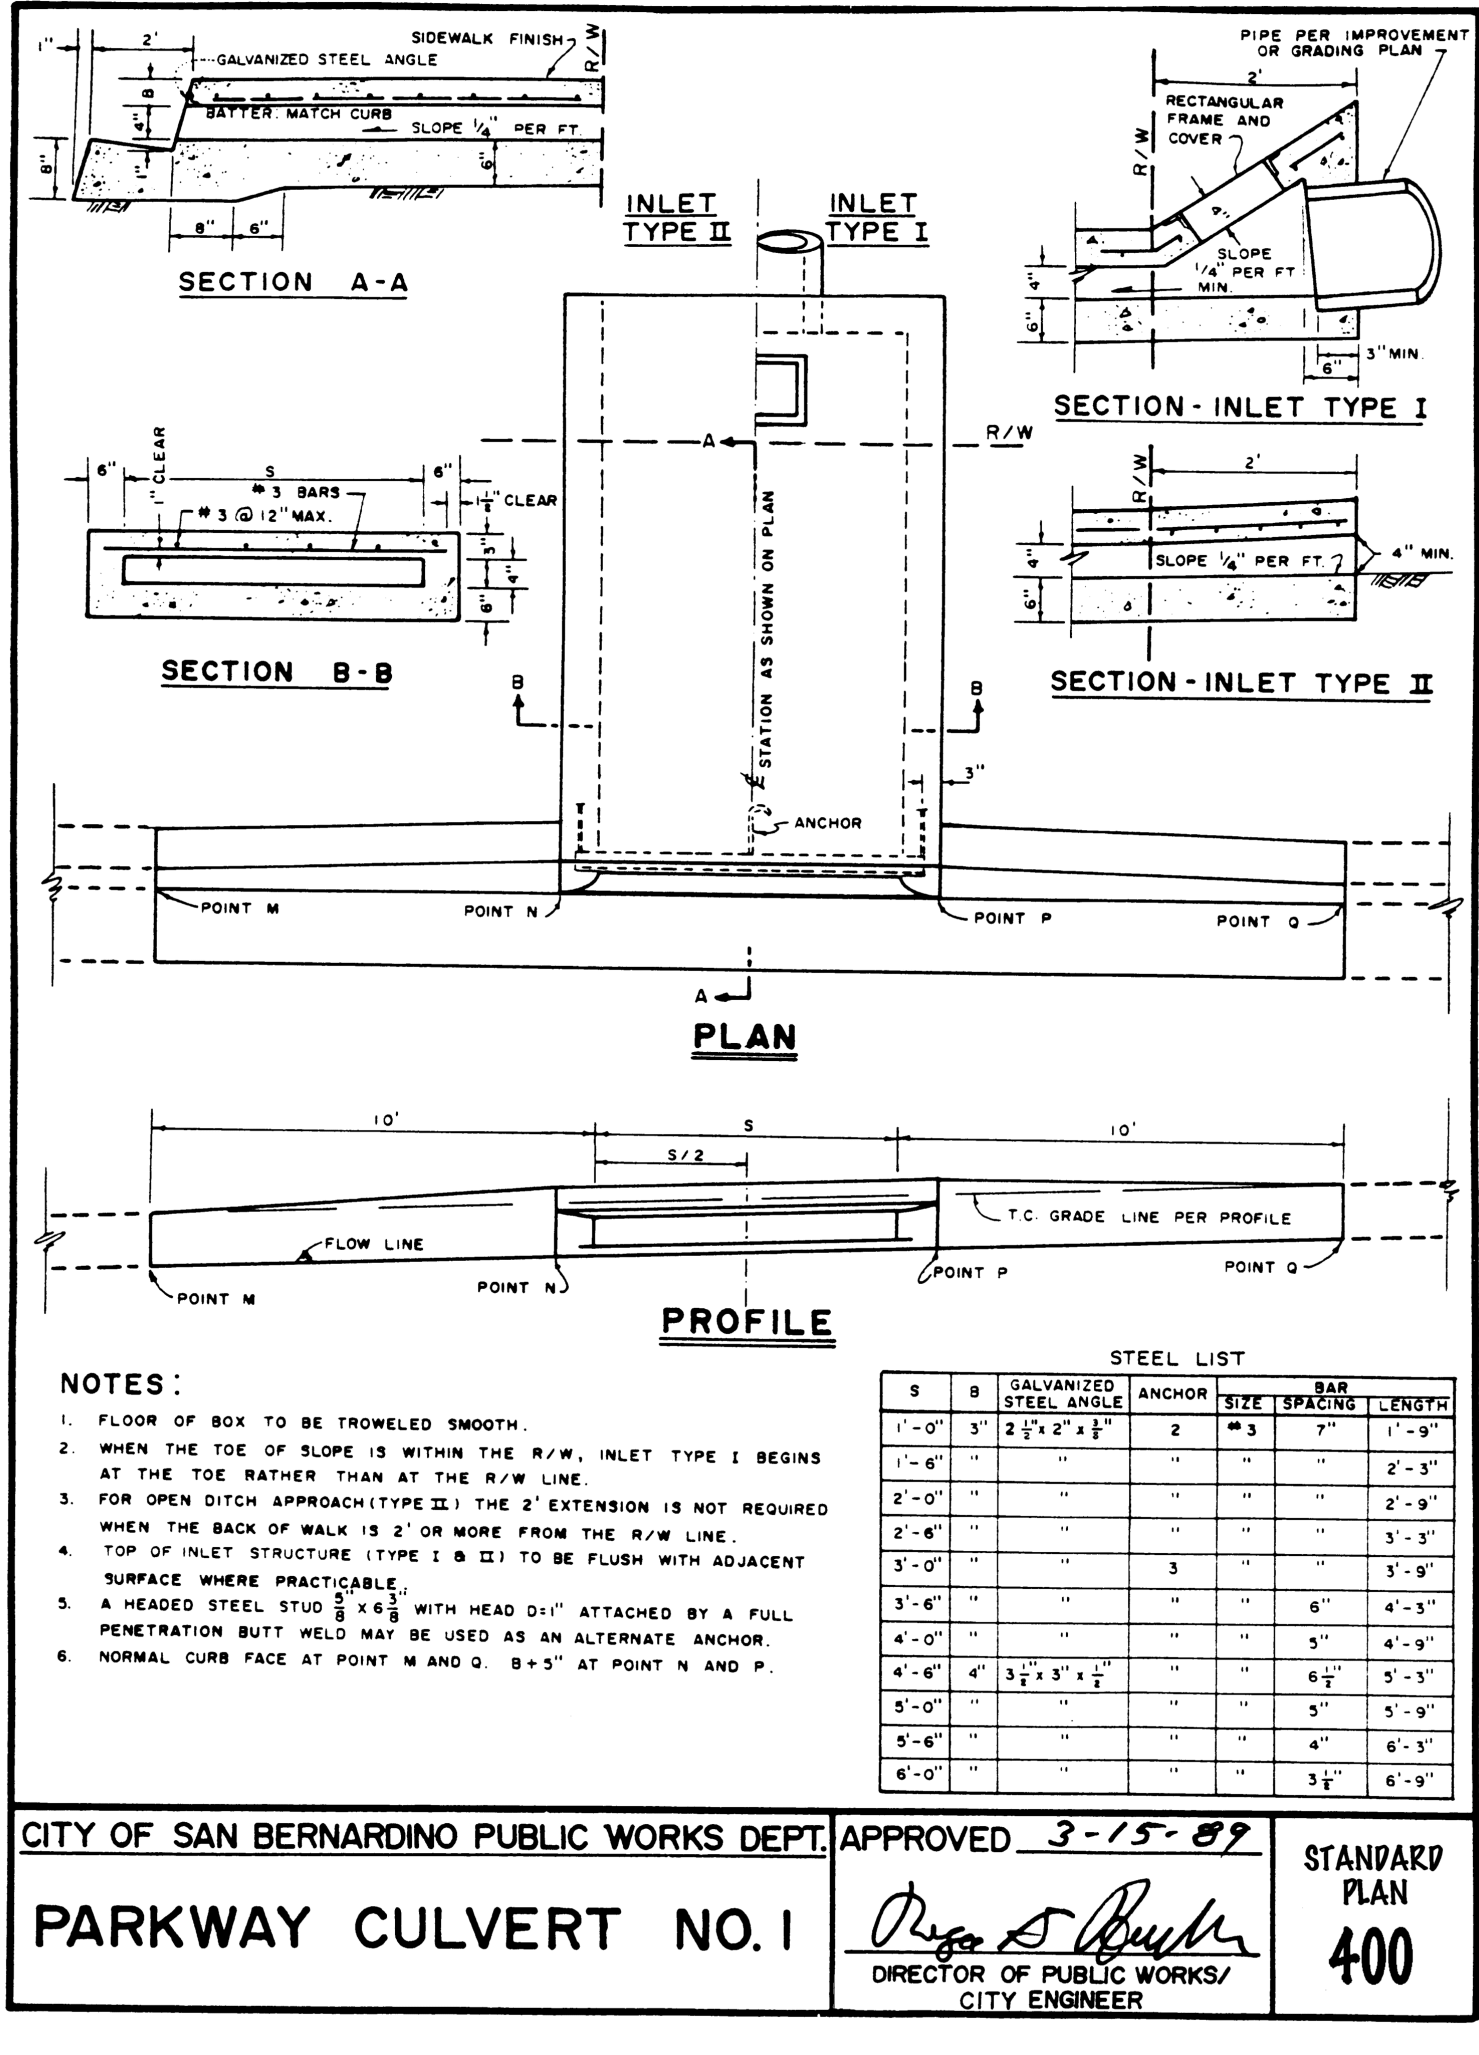 1" 2' SIDEWALK FINISH R/W
GALVANIZED STEEL ANGLE
B
BATTER: MATCH CURB
4" SLOPE 1/4" PER FT.
8" 1" 6"
8" 6"
SECTION A-A
INLET TYPE II
INLET TYPE I
PIPE PER IMPROVEMENT
OR GRADING PLAN
2'
RECTANGULAR
FRAME AND
COVER
R/W
4"
SLOPE
1/4" PER FT
MIN.
4"
6"
3" MIN.
6"
SECTION - INLET TYPE I
A R/W
6" 1" CLEAR S 6"
# 3 BARS 1 1/2" CLEAR
# 3 @ 12" MAX.
3"
4"
6"
SECTION B-B
R/W 2'
4" SLOPE 1/4" PER FT. 4" MIN.
6"
SECTION - INLET TYPE II
B B
℄ STATION AS SHOWN ON PLAN
3"
ANCHOR
POINT M POINT N POINT P POINT Q
A
PLAN
10' S 10'
S/2
T.C. GRADE LINE PER PROFILE
FLOW LINE
POINT M POINT N POINT P POINT Q
PROFILE
NOTES:
1. FLOOR OF BOX TO BE TROWELED SMOOTH.
2. WHEN THE TOE OF SLOPE IS WITHIN THE R/W, INLET TYPE I BEGINS
AT THE TOE RATHER THAN AT THE R/W LINE.
3. FOR OPEN DITCH APPROACH (TYPE II) THE 2' EXTENSION IS NOT REQUIRED
WHEN THE BACK OF WALK IS 2' OR MORE FROM THE R/W LINE.
4. TOP OF INLET STRUCTURE (TYPE I & II) TO BE FLUSH WITH ADJACENT
SURFACE WHERE PRACTICABLE.
5. A HEADED STEEL STUD 5/8" X 6 3/8" WITH HEAD D=1" ATTACHED BY A FULL
PENETRATION BUTT WELD MAY BE USED AS AN ALTERNATE ANCHOR.
6. NORMAL CURB FACE AT POINT M AND Q. B+5" AT POINT N AND P.
STEEL LIST
S B GALVANIZED STEEL ANGLE ANCHOR BAR
SIZE SPACING LENGTH
1'-0" 3" 2 1/2" x 2" x 3/8" 2 #3 7" 1'-9"
1'-6" " " " " " 2'-3"
2'-0" " " " " " 2'-9"
2'-6" " " " " " 3'-3"
3'-0" " " 3 " " 3'-9"
3'-6" " " " " 6" 4'-3"
4'-0" " " " " 5" 4'-9"
4'-6" 4" 3 1/2" x 3" x 1/2" " " 6 1/2" 5'-3"
5'-0" " " " " 5" 5'-9"
5'-6" " " " " 4" 6'-3"
6'-0" " " " " 3 1/2" 6'-9"
CITY OF SAN BERNARDINO PUBLIC WORKS DEPT.
PARKWAY CULVERT NO. 1
APPROVED 3-15-89
DIRECTOR OF PUBLIC WORKS/
CITY ENGINEER
STANDARD
PLAN
400